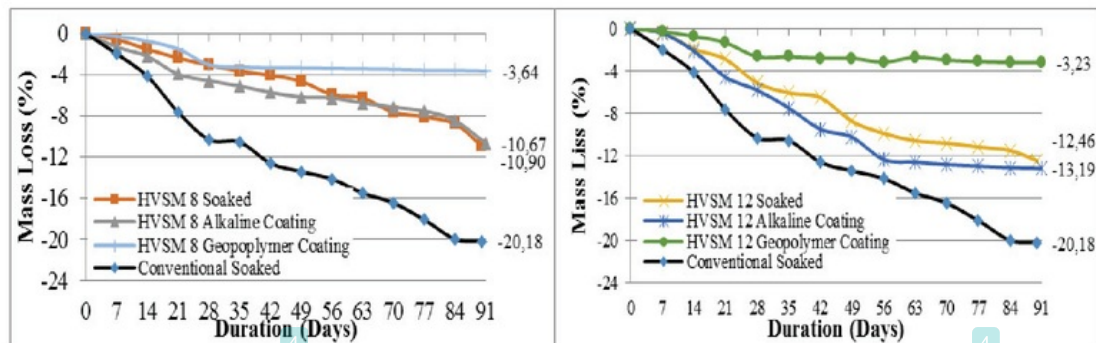 Mass Loss (%)
0
-4
-8
-12
-16
-20
-24
-3,64
-10,67
-10,90
-20,18
HVSM 8 Soaked
HVSM 8 Alkaline Coating
HVSM 8 Geopolymer Coating
Conventional Soaked
0 7 14 21 28 35 42 49 56 63 70 77 84 91
Duration (Days)
4
Mass Liss (%)
0
-4
-8
-12
-16
-20
-24
-3,23
-12,46
-13,19
-20,18
HVSM 12 Soaked
HVSM 12 Alkaline Coating
HVSM 12 Geopolymer Coating
Conventional Soaked
0 7 14 21 28 35 42 49 56 63 70 77 84 91
Duration (Days)
4